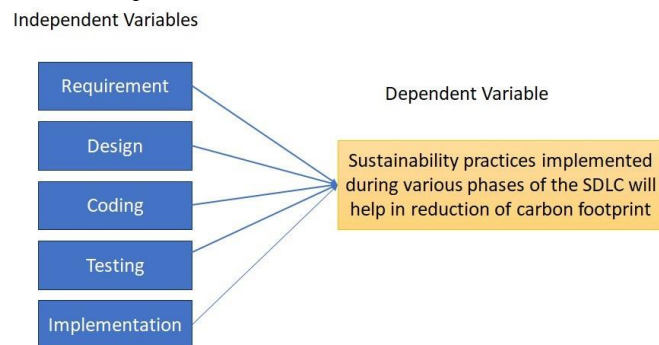 Independent Variables
Requirement
Design
Coding
Testing
Implementation
Dependent Variable
Sustainability practices implemented
during various phases of the SDLC will
help in reduction of carbon footprint